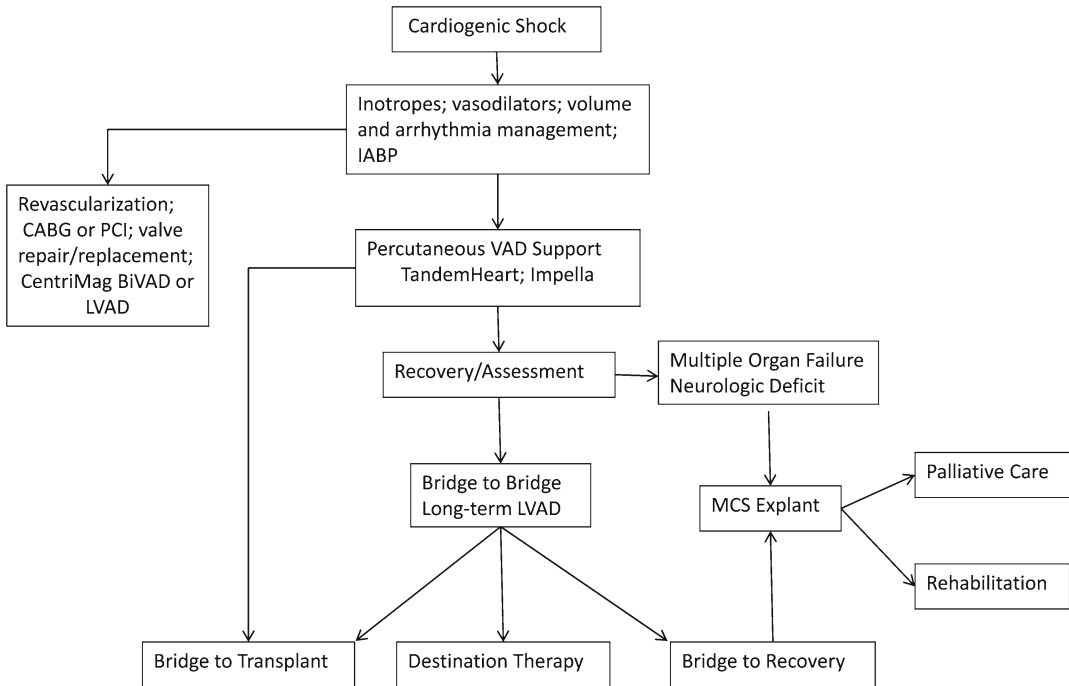 Cardiogenic Shock
Inotropes; vasodilators; volume
and arrhythmia management;
IABP
Revascularization;
CABG or PCI; valve
repair/replacement;
CentriMag BiVAD or
LVAD
Percutaneous VAD Support
TandemHeart; Impella
Recovery/Assessment
Multiple Organ Failure
Neurologic Deficit
Bridge to Bridge
Long-term LVAD
MCS Explant
Palliative Care
Rehabilitation
Bridge to Transplant
Destination Therapy
Bridge to Recovery